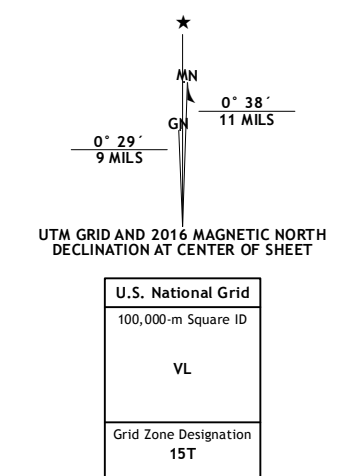 ★
MN
0° 38´
11 MILS
GN
0° 29´
9 MILS
UTM GRID AND 2016 MAGNETIC NORTH
DECLINATION AT CENTER OF SHEET
U.S. National Grid
100,000-m Square ID
VL
Grid Zone Designation
15T